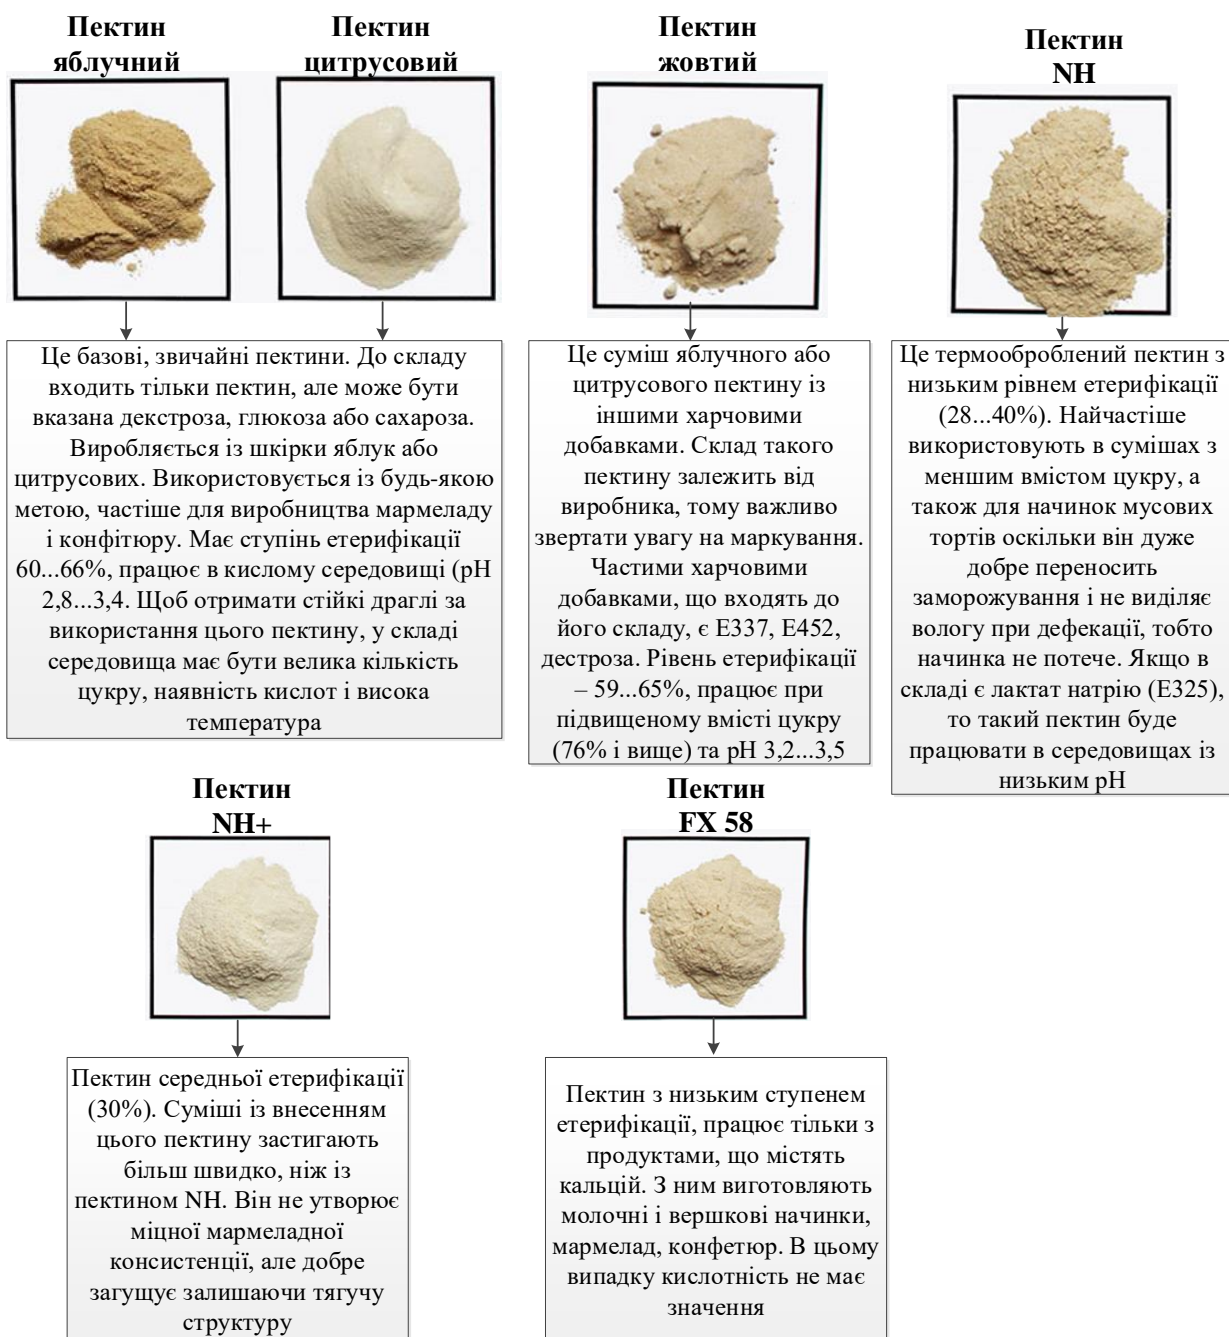 Пектин
яблучний
Пектин
цитрусовий
Пектин
жовтий
Пектин
NH
Це базові, звичайні пектини. До складу
входить тільки пектин, але може бути
вказана декстроза, глюкоза або сахароза.
Виробляється із шкірки яблук або
цитрусових. Використовується із будь-якою
метою, частіше для виробництва мармеладу
і конфітюру. Має ступінь етерифікації
60...66%, працює в кислому середовищі (рН
2,8...3,4. Щоб отримати стійкі драглі за
використання цього пектину, у складі
середовища має бути велика кількість
цукру, наявність кислот і висока
температура
Це суміш яблучного або
цитрусового пектину із
іншими харчовими
добавками. Склад такого
пектину залежить від
виробника, тому важливо
звертати увагу на маркування.
Частими харчовими
добавками, що входять до
його складу, є Е337, Е452,
дестроза. Рівень етерифікації
– 59...65%, працює при
підвищеному вмісті цукру
(76% і вище) та рН 3,2...3,5
Це термооброблений пектин з
низьким рівнем етерифікації
(28...40%). Найчастіше
використовують в сумішах з
меншим вмістом цукру, а
також для начинок мусових
тортів оскільки він дуже
добре переносить
заморожування і не виділяє
вологу при дефекації, тобто
начинка не потече. Якщо в
складі є лактат натрію (Е325),
то такий пектин буде
працювати в середовищах із
низьким рН
Пектин
NH+
Пектин
FX 58
Пектин середньої етерифікації
(30%). Суміші із внесенням
цього пектину застигають
більш швидко, ніж із
пектином NH. Він не утворює
міцної мармеладної
консистенції, але добре
загущує залишаючи тягучу
структуру
Пектин з низьким ступенем
етерифікації, працює тільки з
продуктами, що містять
кальцій. З ним виготовляють
молочні і вершкові начинки,
мармелад, конфетюр. В цьому
випадку кислотність не має
значення